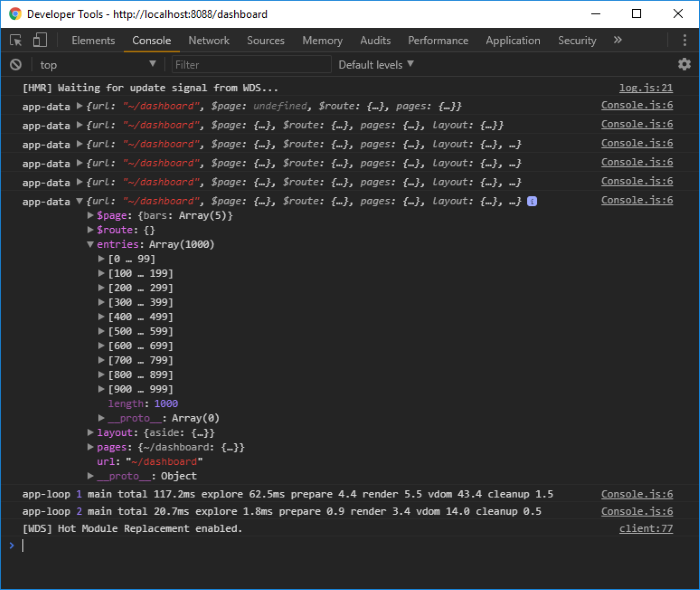 Developer Tools - http://localhost:8088/dashboard
Elements Console Network Sources Memory Audits Performance Application Security »
top Filter Default levels
[HMR] Waiting for update signal from WDS... log.js:21
app-data {url: "~/dashboard", $page: undefined, $route: {…}, pages: {…}} Console.js:6
app-data {url: "~/dashboard", $page: {…}, $route: {…}, pages: {…}, layout: {…}} Console.js:6
app-data {url: "~/dashboard", $page: {…}, $route: {…}, pages: {…}, layout: {…}, …} Console.js:6
app-data {url: "~/dashboard", $page: {…}, $route: {…}, pages: {…}, layout: {…}, …} Console.js:6
app-data {url: "~/dashboard", $page: {…}, $route: {…}, pages: {…}, layout: {…}, …} Console.js:6
app-data {url: "~/dashboard", $page: {…}, $route: {…}, pages: {…}, layout: {…}, …} i Console.js:6
$page: {bars: Array(5)}
$route: {}
entries: Array(1000)
[0 … 99]
[100 … 199]
[200 … 299]
[300 … 399]
[400 … 499]
[500 … 599]
[600 … 699]
[700 … 799]
[800 … 899]
[900 … 999]
length: 1000
__proto__: Array(0)
layout: {aside: {…}}
pages: {~/dashboard: {…}}
url: "~/dashboard"
__proto__: Object
app-loop 1 main total 117.2ms explore 62.5ms prepare 4.4 render 5.5 vdom 43.4 cleanup 1.5 Console.js:6
app-loop 2 main total 20.7ms explore 1.8ms prepare 0.9 render 3.4 vdom 14.0 cleanup 0.5 Console.js:6
[WDS] Hot Module Replacement enabled. client:77
>